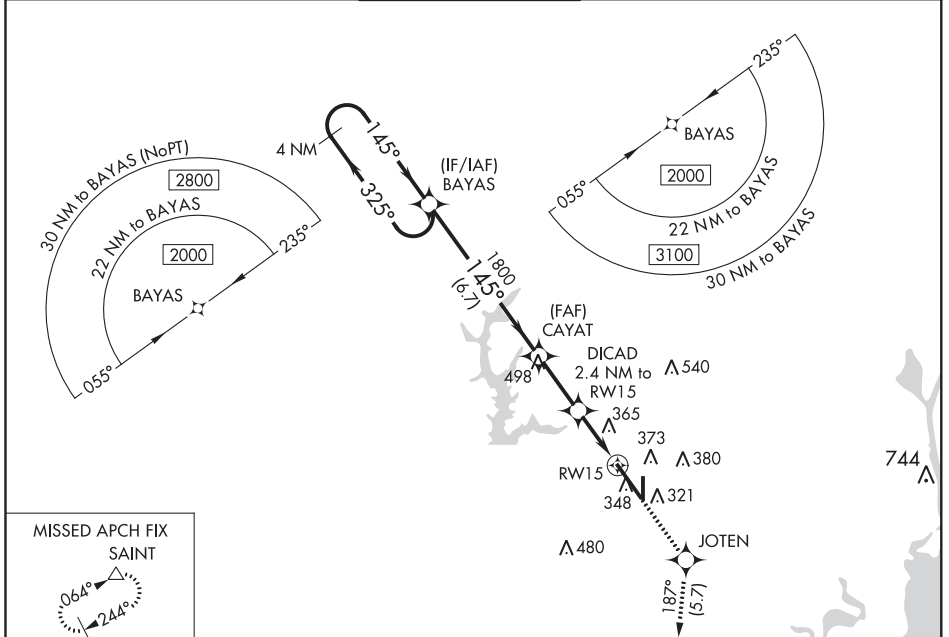 235°
BAYAS
2000
055°
22 NM to BAYAS
3100
30 NM to BAYAS
4 NM
145°
325°
(IF/IAF)
BAYAS
30 NM to BAYAS (NoPT)
2800
22 NM to BAYAS
2000
235°
BAYAS
055°
1800
145°
(6.7)
(FAF)
CAYAT
498
DICAD
2.4 NM to
RW15
540
365
373
380
744
RW15
348
321
480
JOTEN
187°
(5.7)
MISSED APCH FIX
SAINT
064°
244°